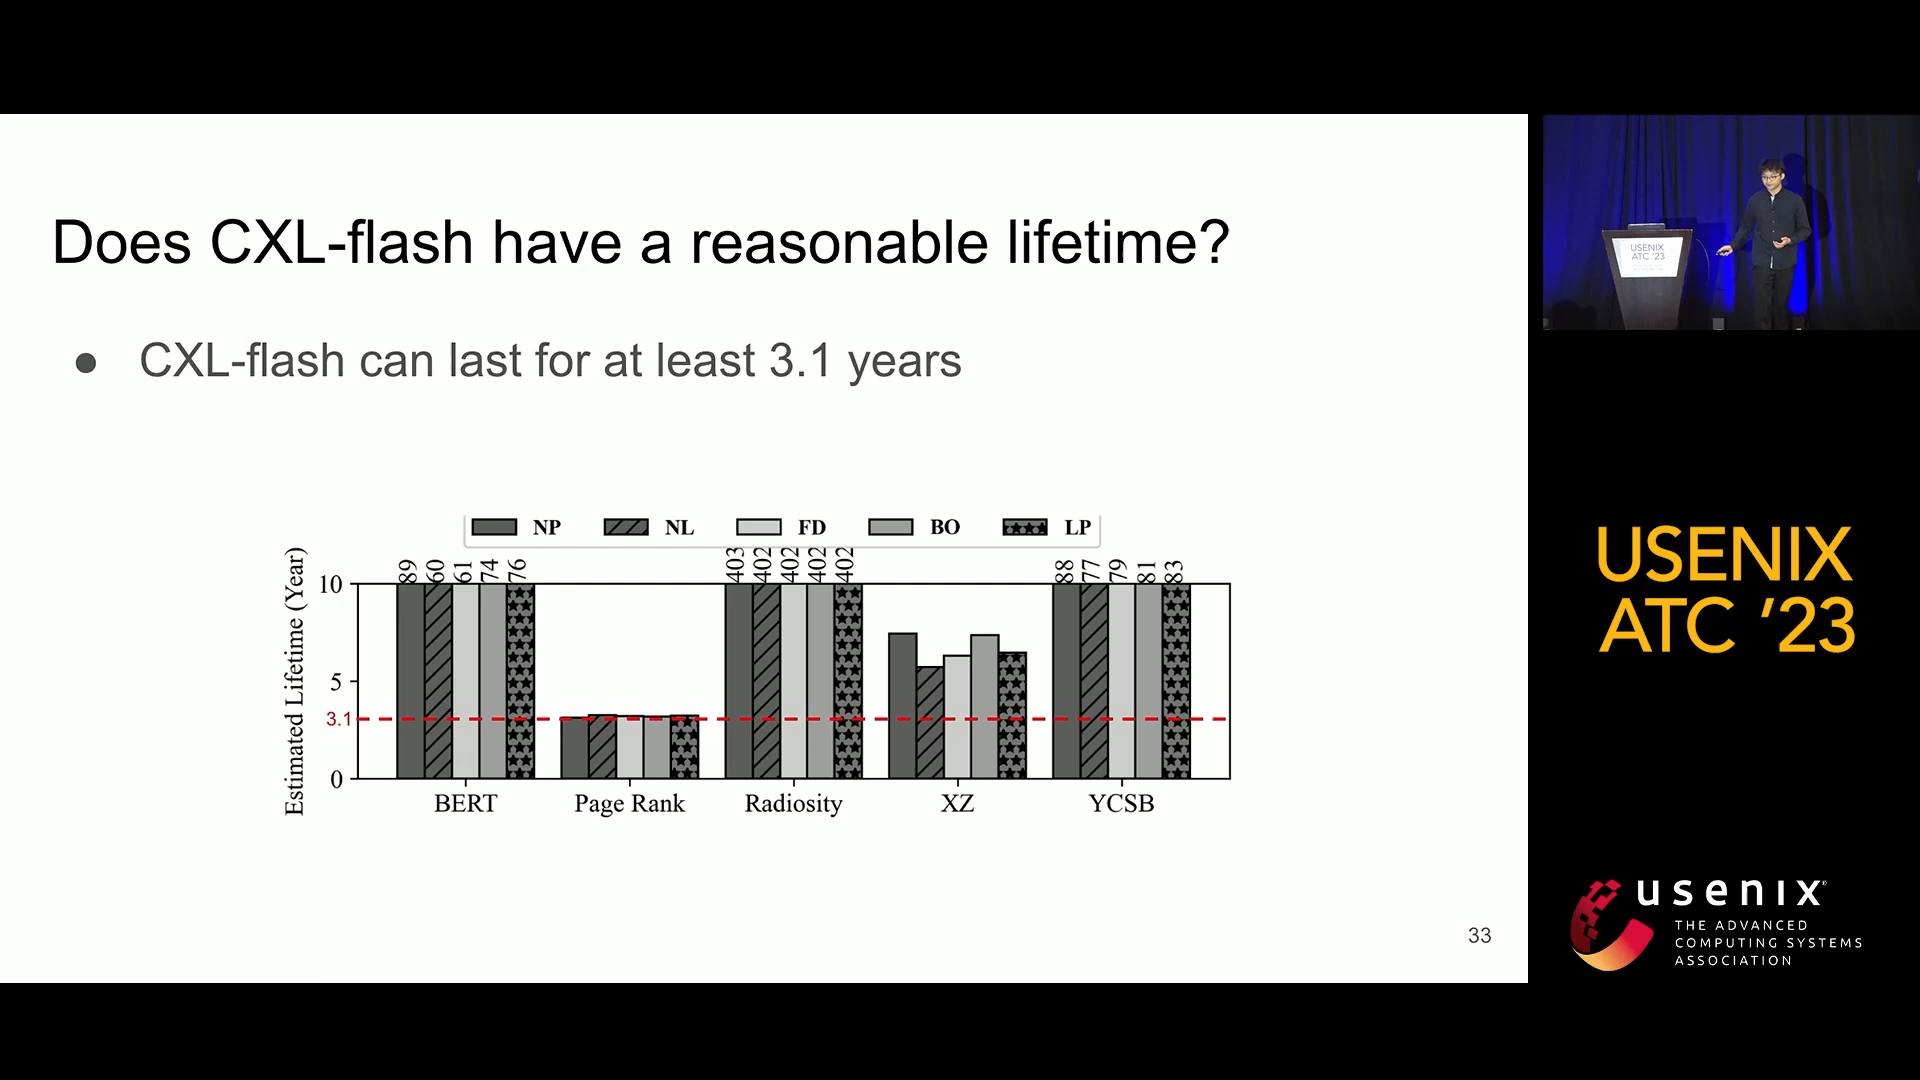 Does CXL-flash have a reasonable lifetime?
● CXL-flash can last for at least 3.1 years
NP NL FD BO LP
89 60 61 74 76 403 402 402 402 402 88 77 79 81 83
Estimated Lifetime (Year)
10
5
3.1
0
BERT Page Rank Radiosity XZ YCSB
33
USENIX
ATC '23
USENIX
ATC ’23
usenix®
THE ADVANCED
COMPUTING SYSTEMS
ASSOCIATION